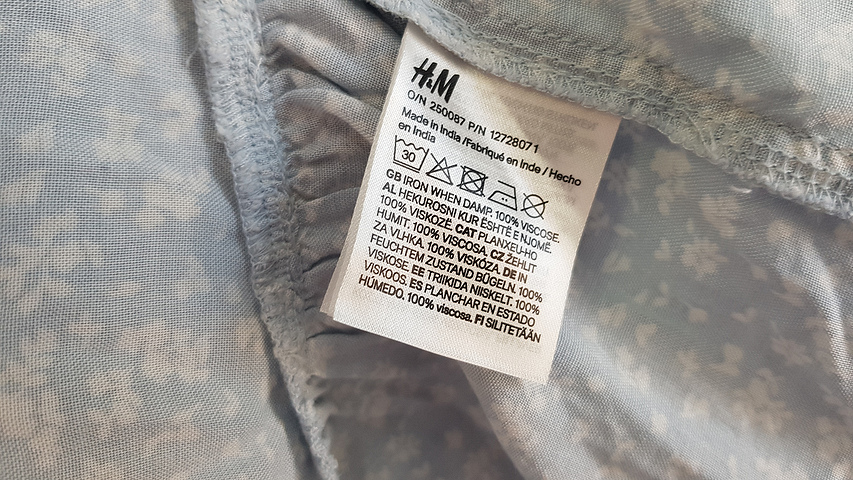 H&M
O/N 250087 P/N 12728071
Made in India /Fabriqué en Inde / Hecho
en India
30
GB IRON WHEN DAMP. 100% VISCOSE.
AL HEKUROSNI KUR ËSHTË E NJOMË.
100% VISKOZË. CAT PLANXEU-HO
HUMIT. 100% VISCOSA. CZ ŽEHLIT
ZA VLHKA. 100% VISKÓZA. DE IN
FEUCHTEM ZUSTAND BÜGELN. 100%
VISKOSE. EE TRIIKIDA NIISKELT. 100%
VISKOOS. ES PLANCHAR EN ESTADO
HÚMEDO. 100% viscosa. FI SILITETÄÄN